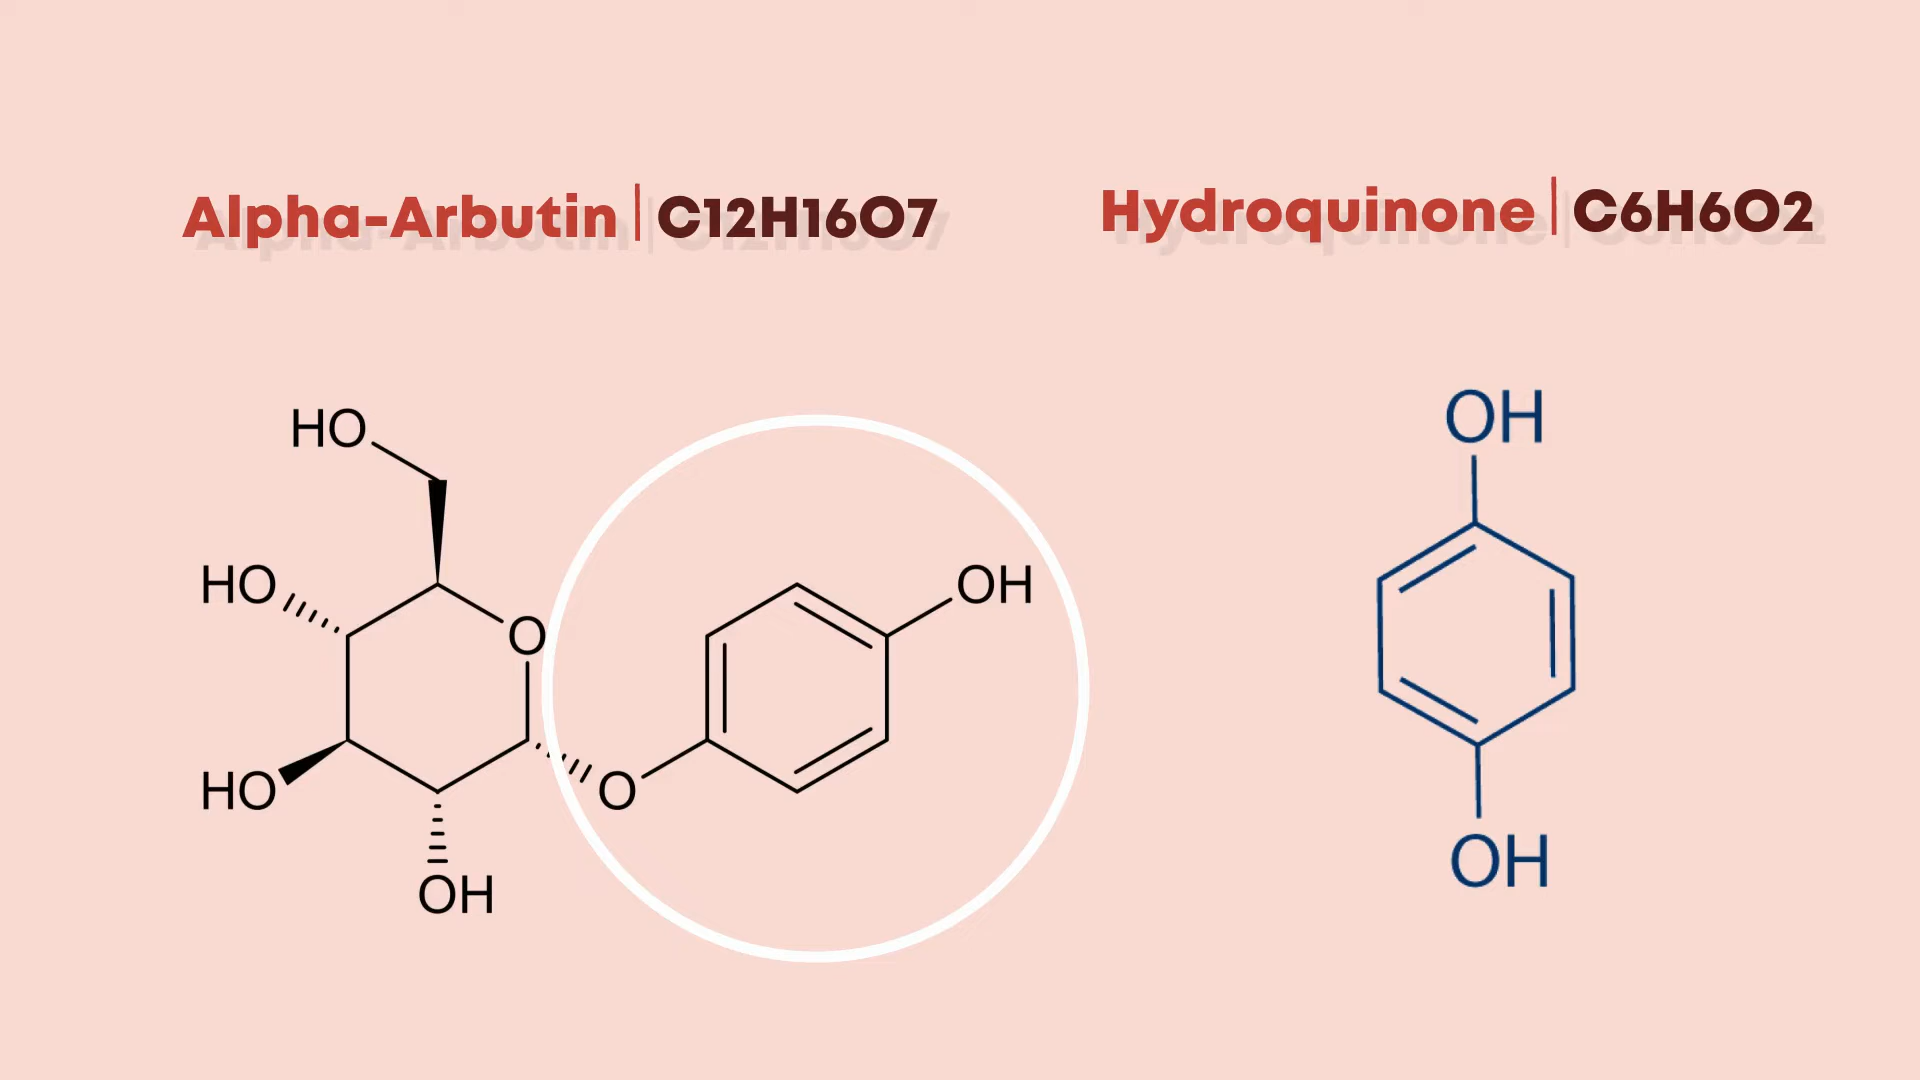 Alpha-Arbutin | C12H16O7
Hydroquinone | C6H6O2
HO
HO
O
OH
HO
O
OH
OH
OH